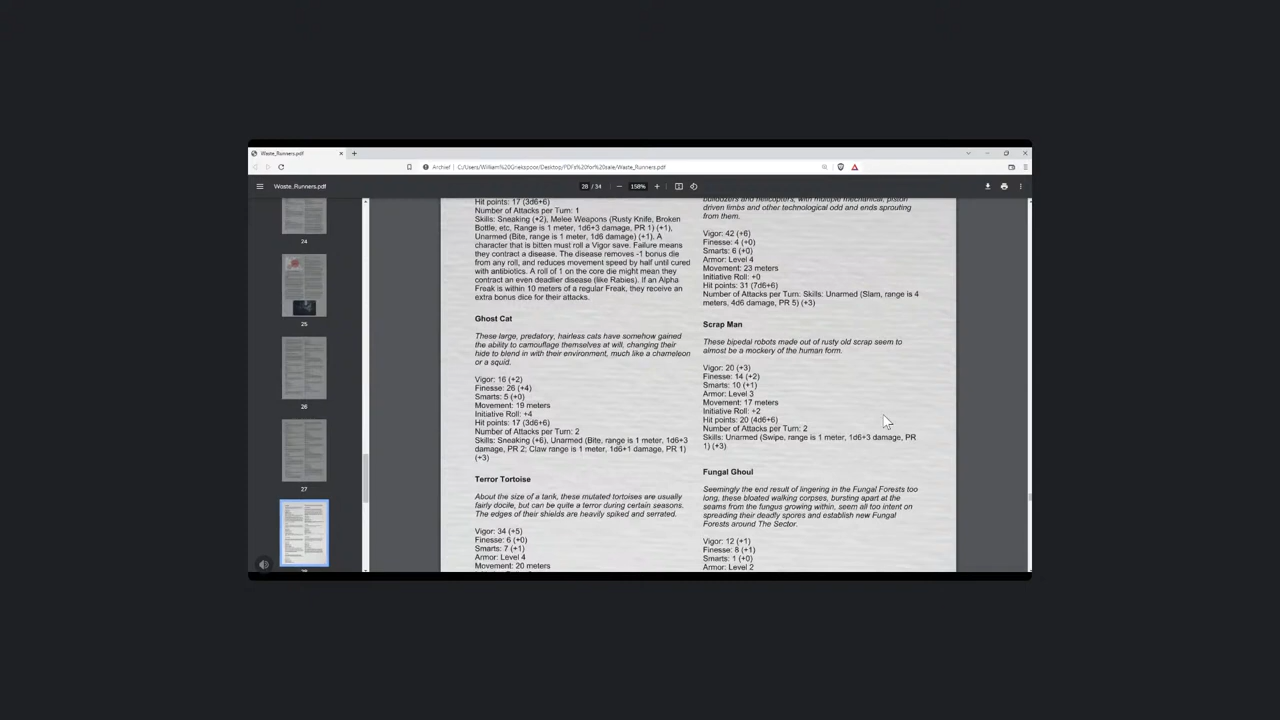 Waste_Runners.pdf
Archief C:/Users/William%20Gnekspoos/Desktop/PDFs%20for%20sale/Waste_Runners.pdf
Waste_Runners.pdf
28 / 34
158%
24
25
26
27
Hit points: 17 (3d6+6)
Number of Attacks per Turn: 1
Skills: Sneaking (+2), Melee Weapons (Rusty Knife, Broken
Bottle, etc, Range is 1 meter, 1d6+3 damage, PR 1) (+1),
Unarmed (Bite, range is 1 meter, 1d6 damage) (+1). A
character that is bitten must roll a Vigor save. Failure means
they contract a disease. The disease removes -1 bonus die
from any roll, and reduces movement speed by half until cured
with antibiotics. A roll of 1 on the core die might mean they
contract an even deadlier disease (like Rabies). If an Alpha
Freak is within 10 meters of a regular Freak, they receive an
extra bonus dice for their attacks.
Ghost Cat
These large, predatory, hairless cats have somehow gained
the ability to camouflage themselves at will, changing their
hide to blend in with their environment, much like a chameleon
or a squid.
Vigor: 16 (+2)
Finesse: 26 (+4)
Smarts: 5 (+0)
Armor: Level 2
Movement: 19 meters
Initiative Roll: +4
Hit points: 17 (3d6+6)
Number of Attacks per Turn: 2
Skills: Sneaking (+6), Unarmed (Bite, range is 1 meter, 1d6+3
damage, PR 2; Claw range is 1 meter, 1d6+1 damage, PR 1)
(+3)
Terror Tortoise
About the size of a tank, these mutated tortoises are usually
fairly docile, but can be quite a terror during certain seasons.
The edges of their shields are heavily spiked and serrated.
Vigor: 34 (+5)
Finesse: 6 (+0)
Smarts: 7 (+1)
Armor: Level 4
Movement: 20 meters
bulldozers and helicopters, with multiple mechanical, piston
driven limbs and other technological odd and ends sprouting
from them.
Vigor: 42 (+6)
Finesse: 4 (+0)
Smarts: 6 (+0)
Armor: Level 4
Movement: 23 meters
Initiative Roll: +0
Hit points: 31 (7d6+6)
Number of Attacks per Turn: Skills: Unarmed (Slam, range is 4
meters, 4d6 damage, PR 5) (+3)
Scrap Man
These bipedal robots made out of rusty old scrap seem to
almost be a mockery of the human form.
Vigor: 20 (+3)
Finesse: 14 (+2)
Smarts: 10 (+1)
Armor: Level 3
Movement: 17 meters
Initiative Roll: +2
Hit points: 20 (4d6+6)
Number of Attacks per Turn: 2
Skills: Unarmed (Swipe, range is 1 meter, 1d6+3 damage, PR
1) (+3)
Fungal Ghoul
Seemingly the end result of lingering in the Fungal Forests too
long, these bloated walking corpses, bursting apart at the
seams from the fungus growing within, seem all too intent on
spreading their deadly spores and establish new Fungal
Forests around The Sector.
Vigor: 12 (+1)
Finesse: 8 (+1)
Smarts: 1 (+0)
Armor: Level 2